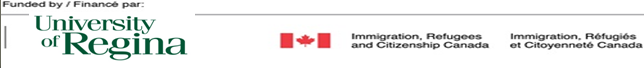 Funded by / Financé par:
University
of Regina
Immigration, Refugees
and Citizenship Canada
Immigration, Réfugiés
et Citoyenneté Canada